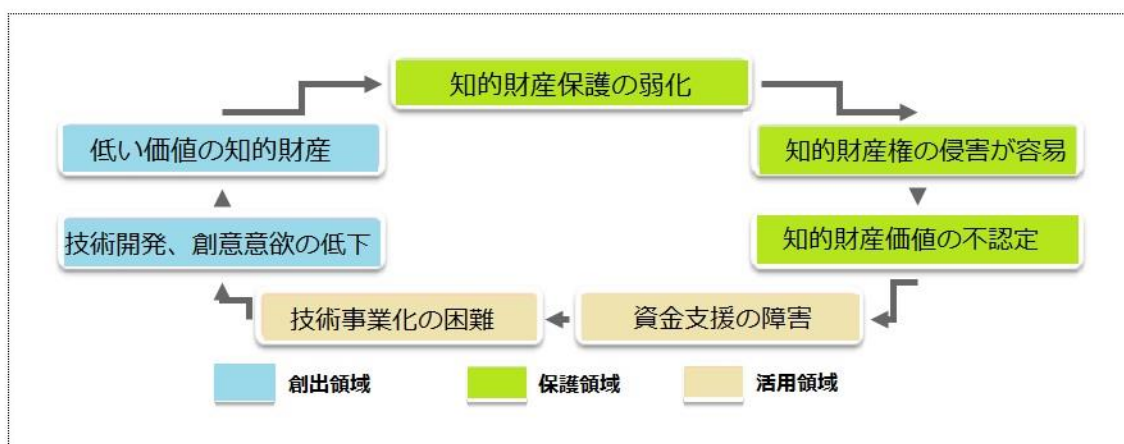 知的財産保護の弱化
低い価値の知的財産
知的財産権の侵害が容易
技術開発、創意意欲の低下
知的財産価値の不認定
技術事業化の困難
資金支援の障害
創出領域
保護領域
活用領域